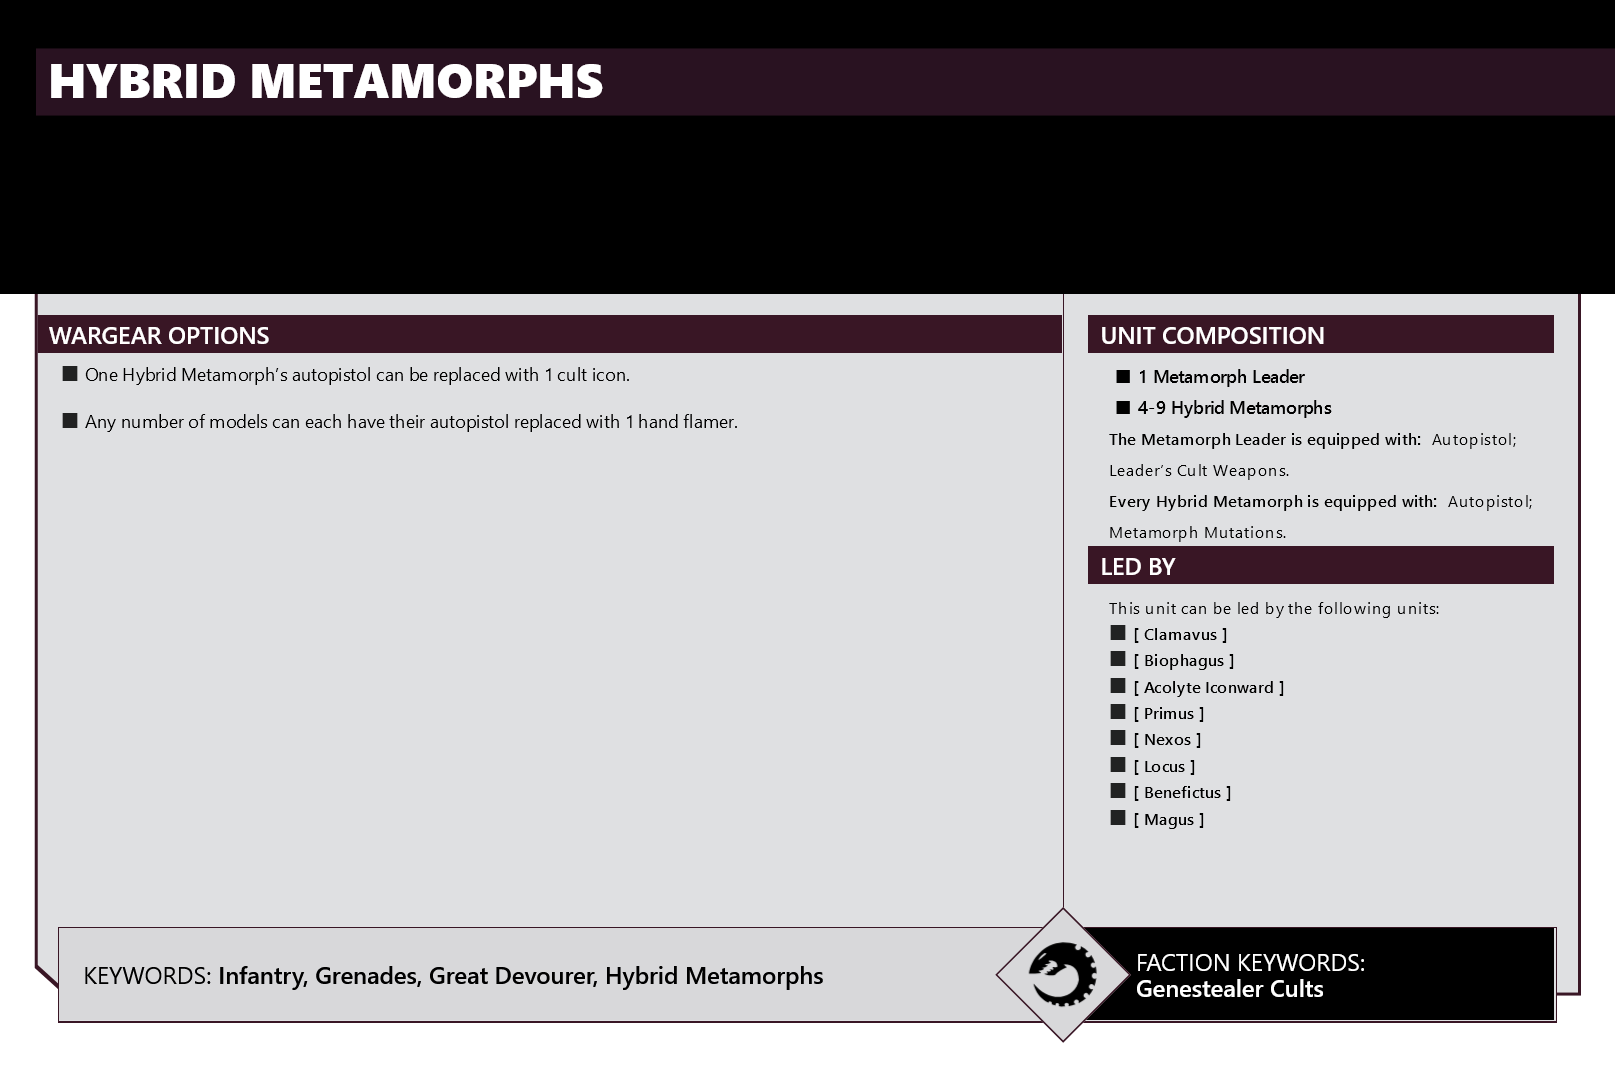 HYBRID METAMORPHS
WARGEAR OPTIONS
■ One Hybrid Metamorph’s autopistol can be replaced with 1 cult icon.
■ Any number of models can each have their autopistol replaced with 1 hand flamer.
UNIT COMPOSITION
■ 1 Metamorph Leader
■ 4-9 Hybrid Metamorphs
The Metamorph Leader is equipped with: Autopistol;
Leader’s Cult Weapons.
Every Hybrid Metamorph is equipped with: Autopistol;
Metamorph Mutations.
LED BY
This unit can be led by the following units:
■ [ Clamavus ]
■ [ Biophagus ]
■ [ Acolyte Iconward ]
■ [ Primus ]
■ [ Nexos ]
■ [ Locus ]
■ [ Benefictus ]
■ [ Magus ]
KEYWORDS: Infantry, Grenades, Great Devourer, Hybrid Metamorphs
FACTION KEYWORDS:
Genestealer Cults